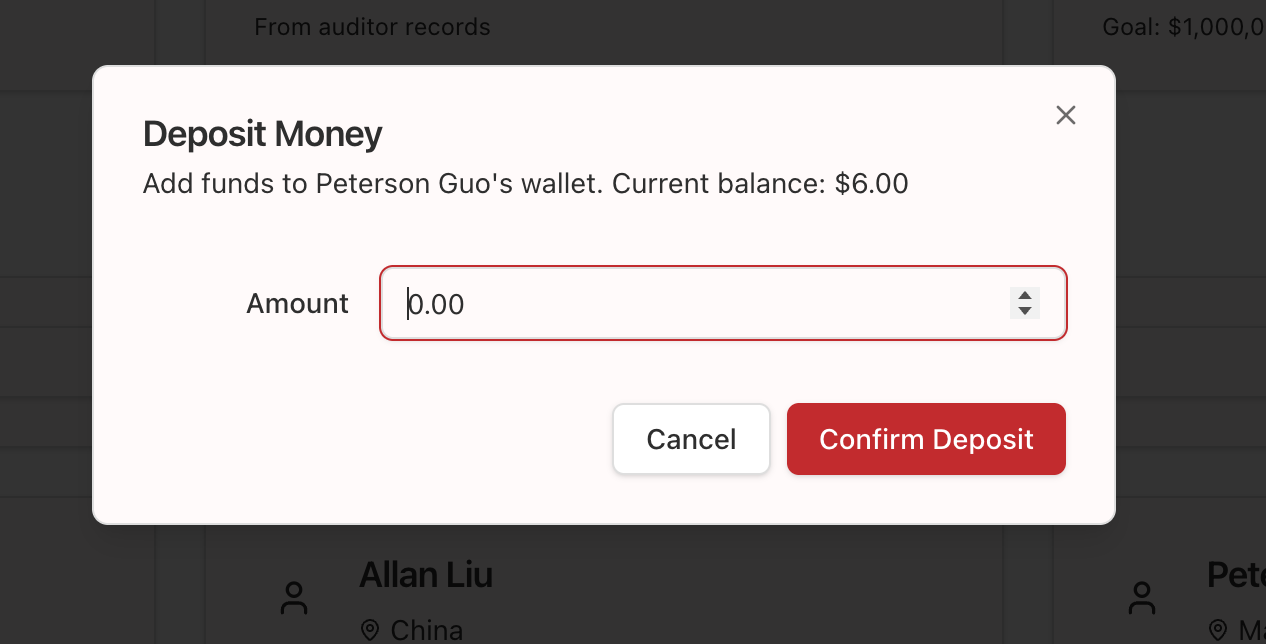 From auditor records
Goal: $1,000,0
Deposit Money
Add funds to Peterson Guo's wallet. Current balance: $6.00
Amount
0.00
Cancel
Confirm Deposit
Allan Liu
China
Pete
Ma